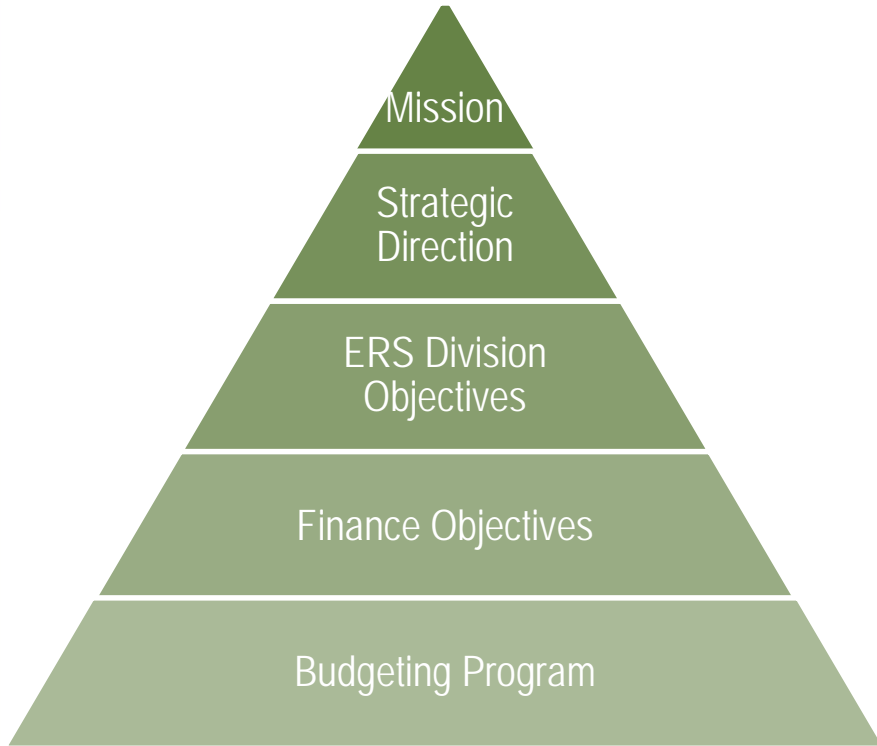 Mission
Strategic
Direction
ERS Division
Objectives
Finance Objectives
Budgeting Program